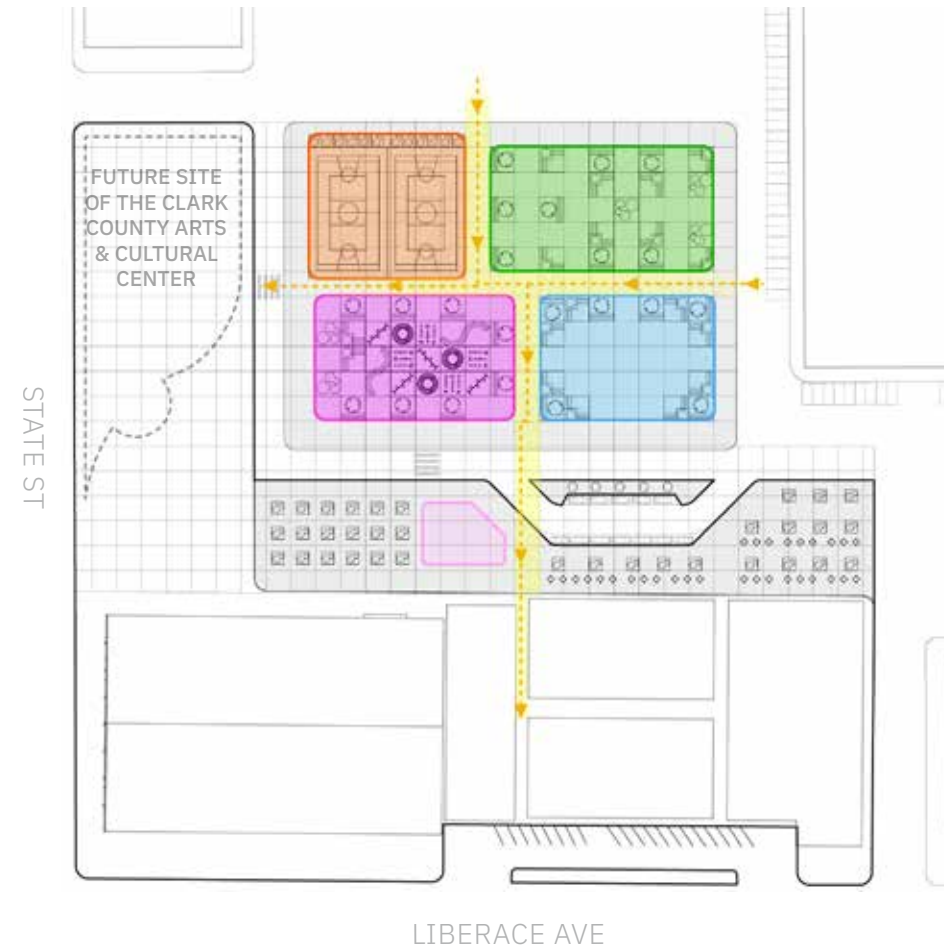 FUTURE SITE
OF THE CLARK
COUNTY ARTS
& CULTURAL
CENTER
STATE ST
LIBERACE AVE